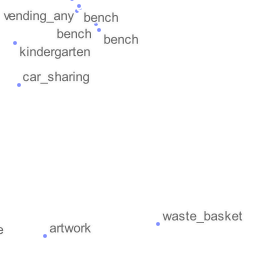 vending_any
bench
bench
bench
kindergarten
car_sharing
waste_basket
artwork
e